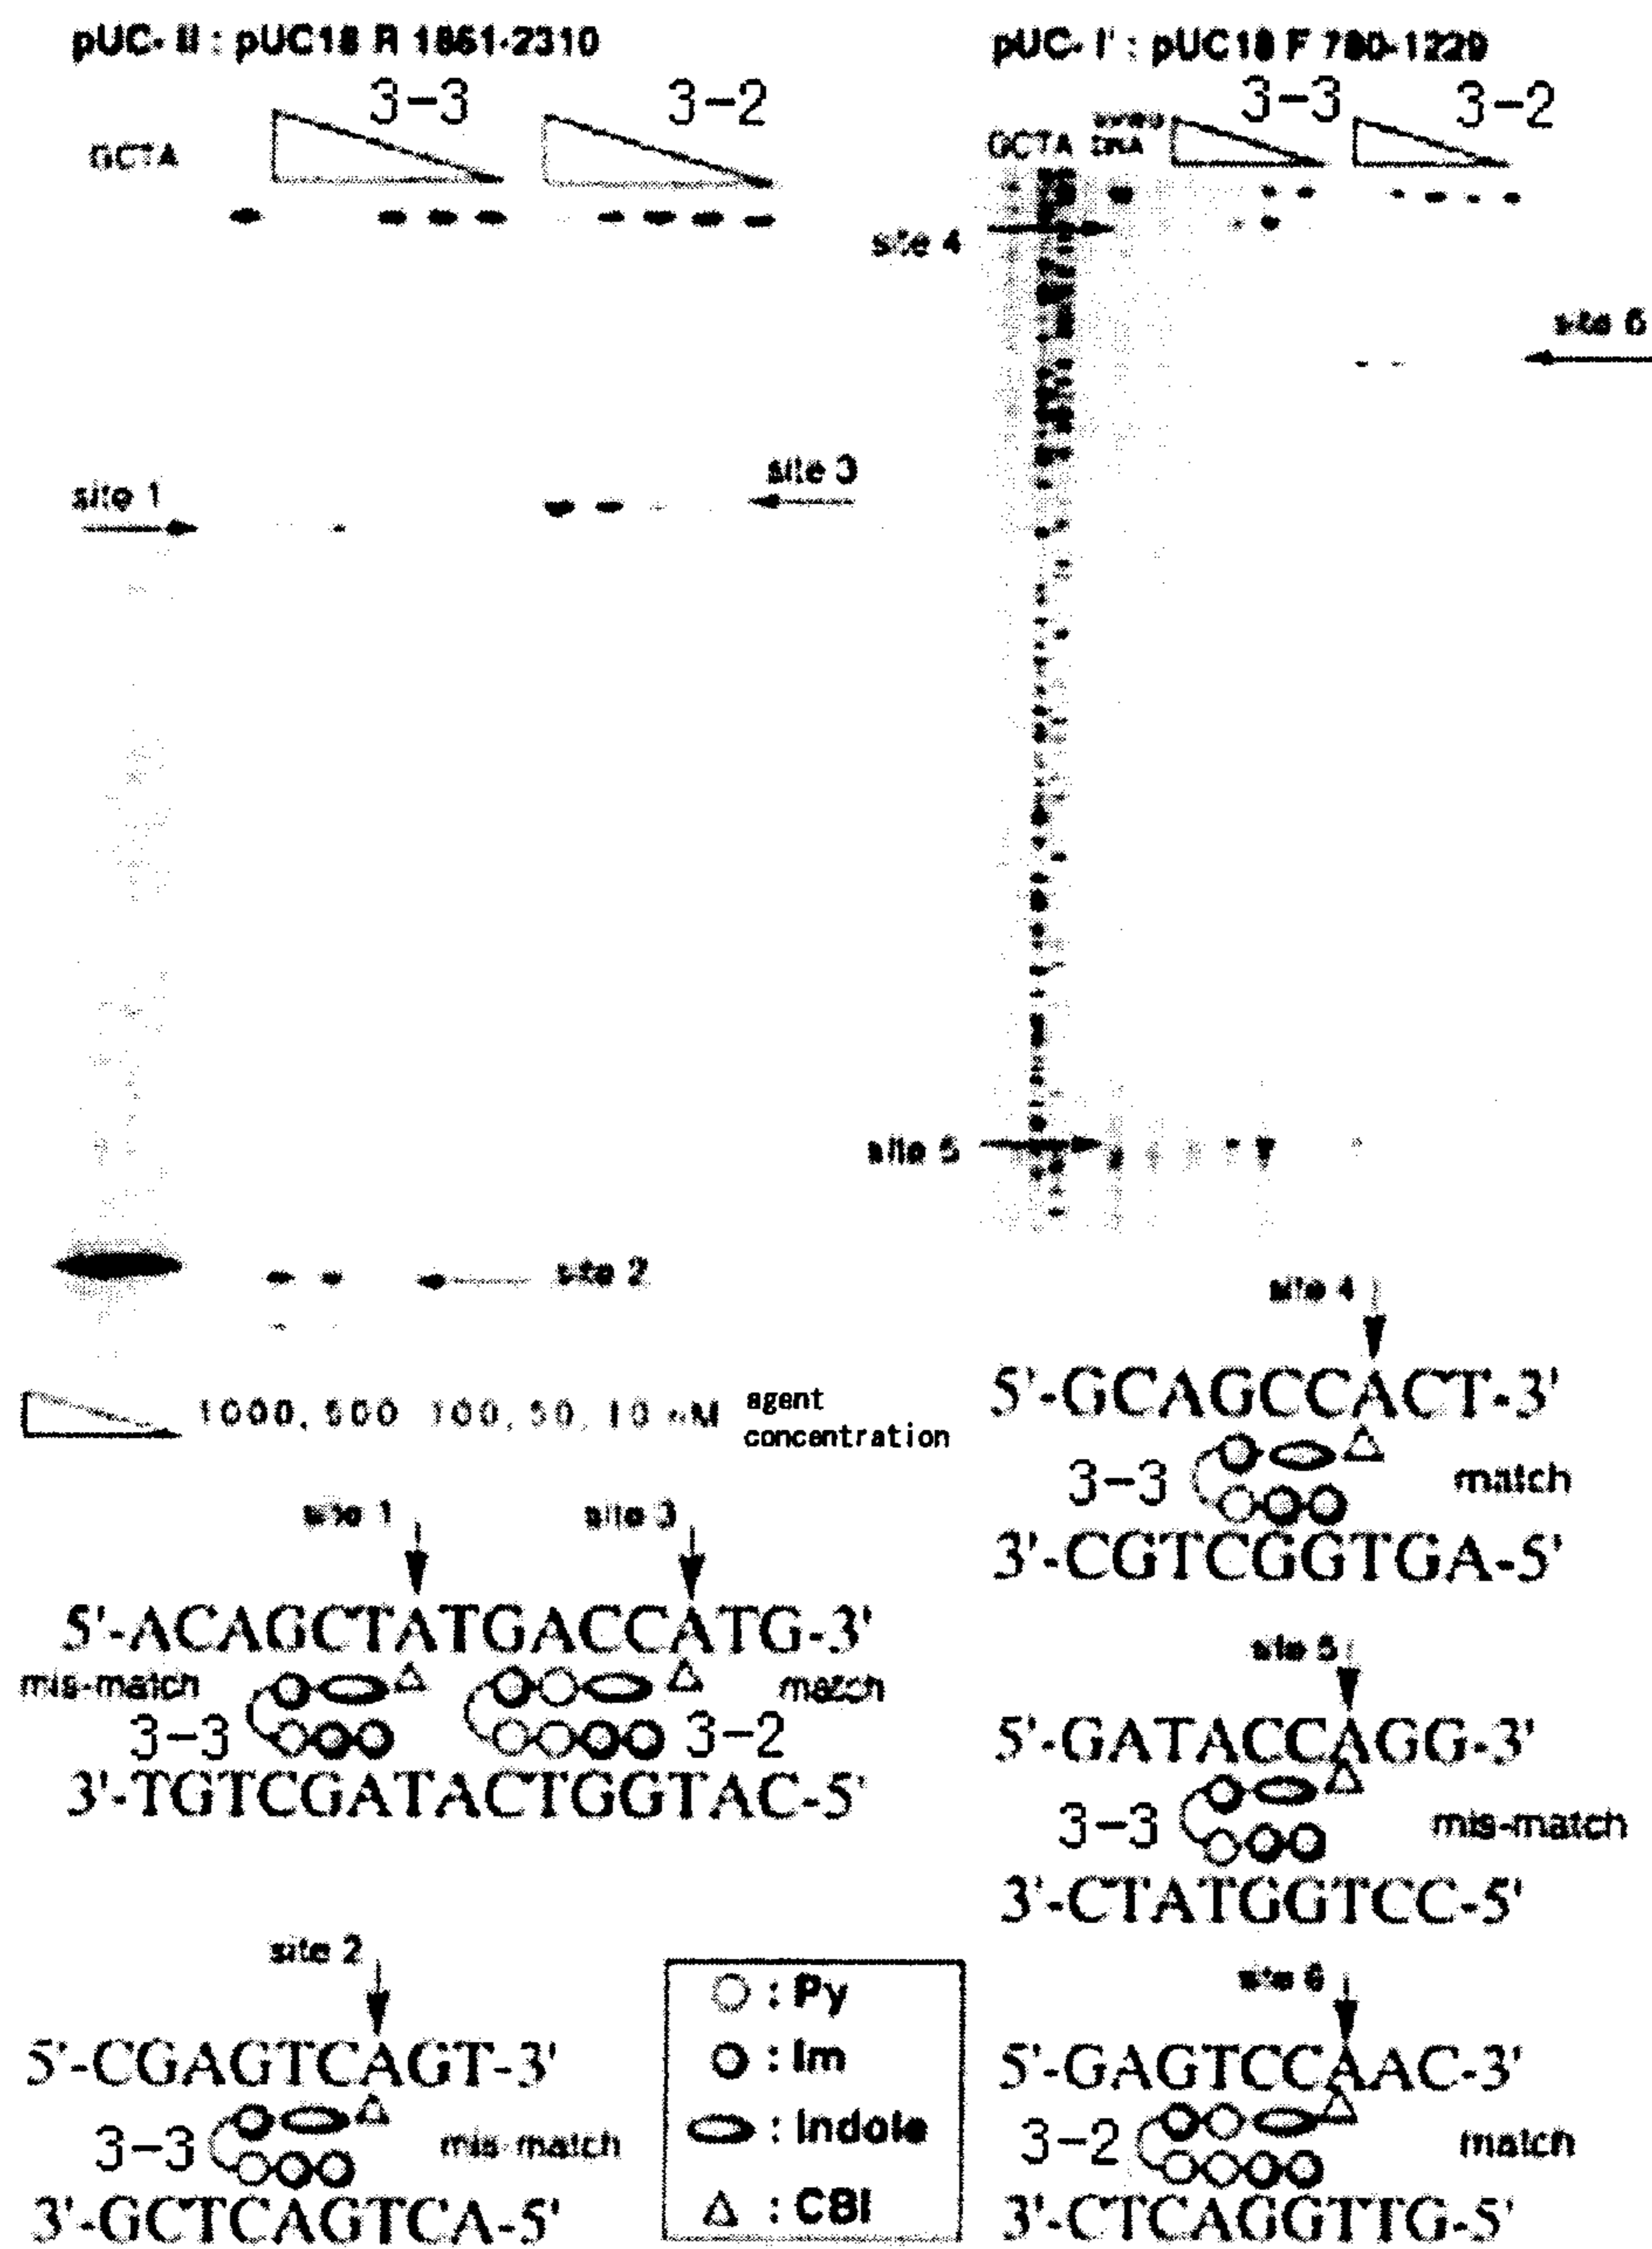 pUC- II : pUC18 R 1861-2310
3-3 3-2
GCTA
site 1
site 3
site 2
1000, 500 100, 50, 10 nM agent
concentration
pUC- I' : pUC18 F 780-1229
3-3 3-2
GCTA DNA
site 4
site 6
site 5
site 1 site 3
5'-ACAGCTATGACCATG-3'
mis-match match
3-3 3-2
3'-TGTCGATACTGGTAC-5'
site 2
5'-CGAGTCAGT-3'
3-3 mis-match
3'-GCTCAGTCA-5'
: Py
: Im
: Indole
: CBI
site 4
5'-GCAGCCACT-3'
3-3 match
3'-CGTCGGTGA-5'
site 5
5'-GATACCAGG-3'
3-3 mis-match
3'-CTATGGTCC-5'
site 6
5'-GAGTCCAAC-3'
3-2 match
3'-CTCAGGTTG-5'